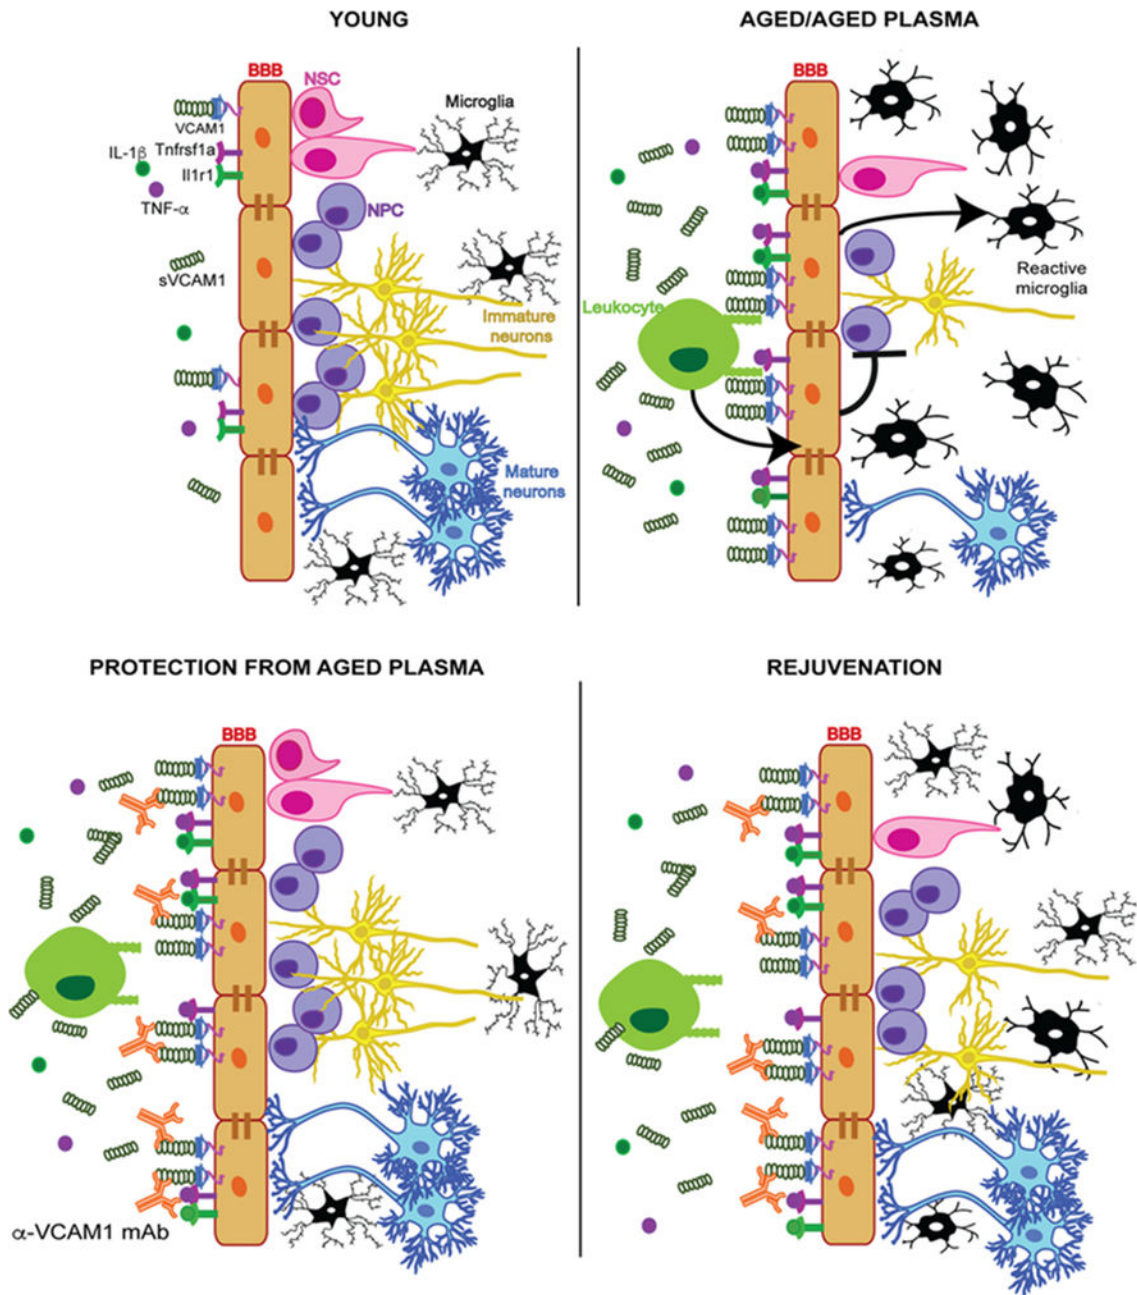 YOUNG
AGED/AGED PLASMA
BBB
NSC
Microglia
VCAM1
IL-1β
Tnfrsf1a
Il1r1
TNF-α
NPC
sVCAM1
Immature
neurons
Mature
neurons
BBB
Leukocyte
Reactive
microglia
PROTECTION FROM AGED PLASMA
REJUVENATION
BBB
α-VCAM1 mAb
BBB